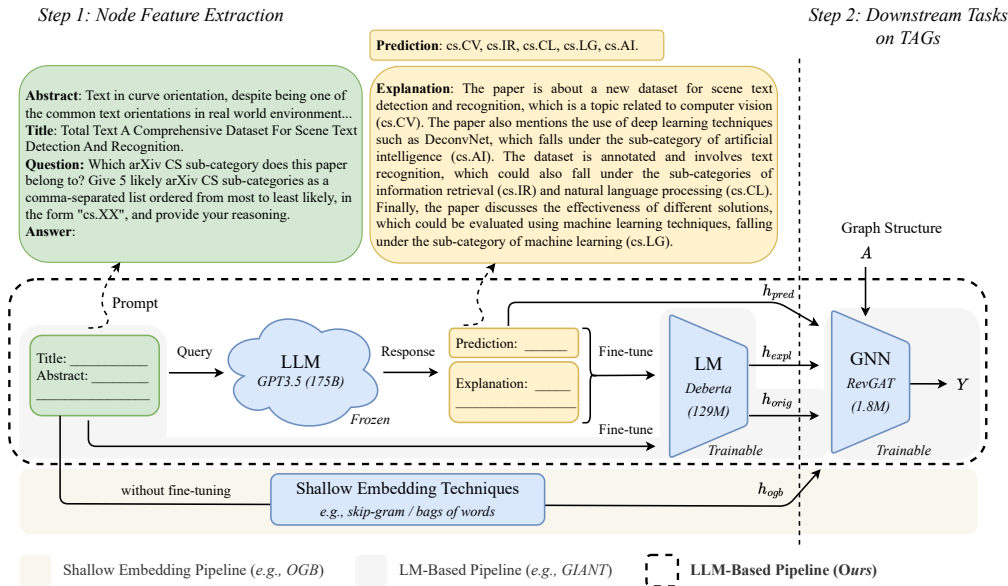 Step 1: Node Feature Extraction
Step 2: Downstream Tasks
on TAGs
Prediction: cs.CV, cs.IR, cs.CL, cs.LG, cs.AI.
Abstract: Text in curve orientation, despite being one of
the common text orientations in real world environment...
Title: Total Text A Comprehensive Dataset For Scene Text
Detection And Recognition.
Question: Which arXiv CS sub-category does this paper
belong to? Give 5 likely arXiv CS sub-categories as a
comma-separated list ordered from most to least likely, in
the form "cs.XX", and provide your reasoning.
Answer:
Explanation: The paper is about a new dataset for scene text
detection and recognition, which is a topic related to computer vision
(cs.CV). The paper also mentions the use of deep learning techniques
such as DeconvNet, which falls under the sub-category of artificial
intelligence (cs.AI). The dataset is annotated and involves text
recognition, which could also fall under the sub-categories of
information retrieval (cs.IR) and natural language processing (cs.CL).
Finally, the paper discusses the effectiveness of different solutions,
which could be evaluated using machine learning techniques, falling
under the sub-category of machine learning (cs.LG).
Graph Structure
A
Prompt
h_pred
Title: ___________
Abstract: ________
Query
LLM
GPT3.5 (175B)
Frozen
Response
Prediction: ______
Explanation: _____
Fine-tune
Fine-tune
LM
Deberta
(129M)
Trainable
h_expl
h_orig
GNN
RevGAT
(1.8M)
Trainable
Y
without fine-tuning
Shallow Embedding Techniques
e.g., skip-gram / bags of words
h_ogb
Shallow Embedding Pipeline (e.g., OGB)
LM-Based Pipeline (e.g., GIANT)
LLM-Based Pipeline (Ours)